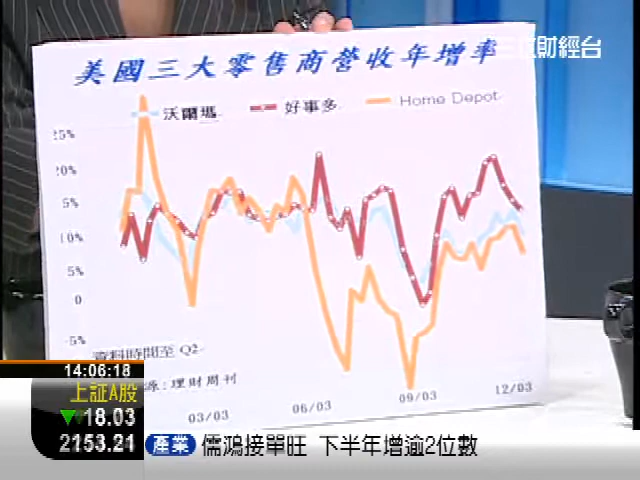 美國三大零售商營收年增率
財經台
沃爾瑪
好事多
Home Depot
25%
20%
5%
10%
5%
0
-5%
資料時間至 Q2
源:理財周刊
03/03
06/03
09/03
12/03
14:06:18
上証A股
▼18.03
2153.21
產業 儒鴻接單旺 下半年增逾2位數